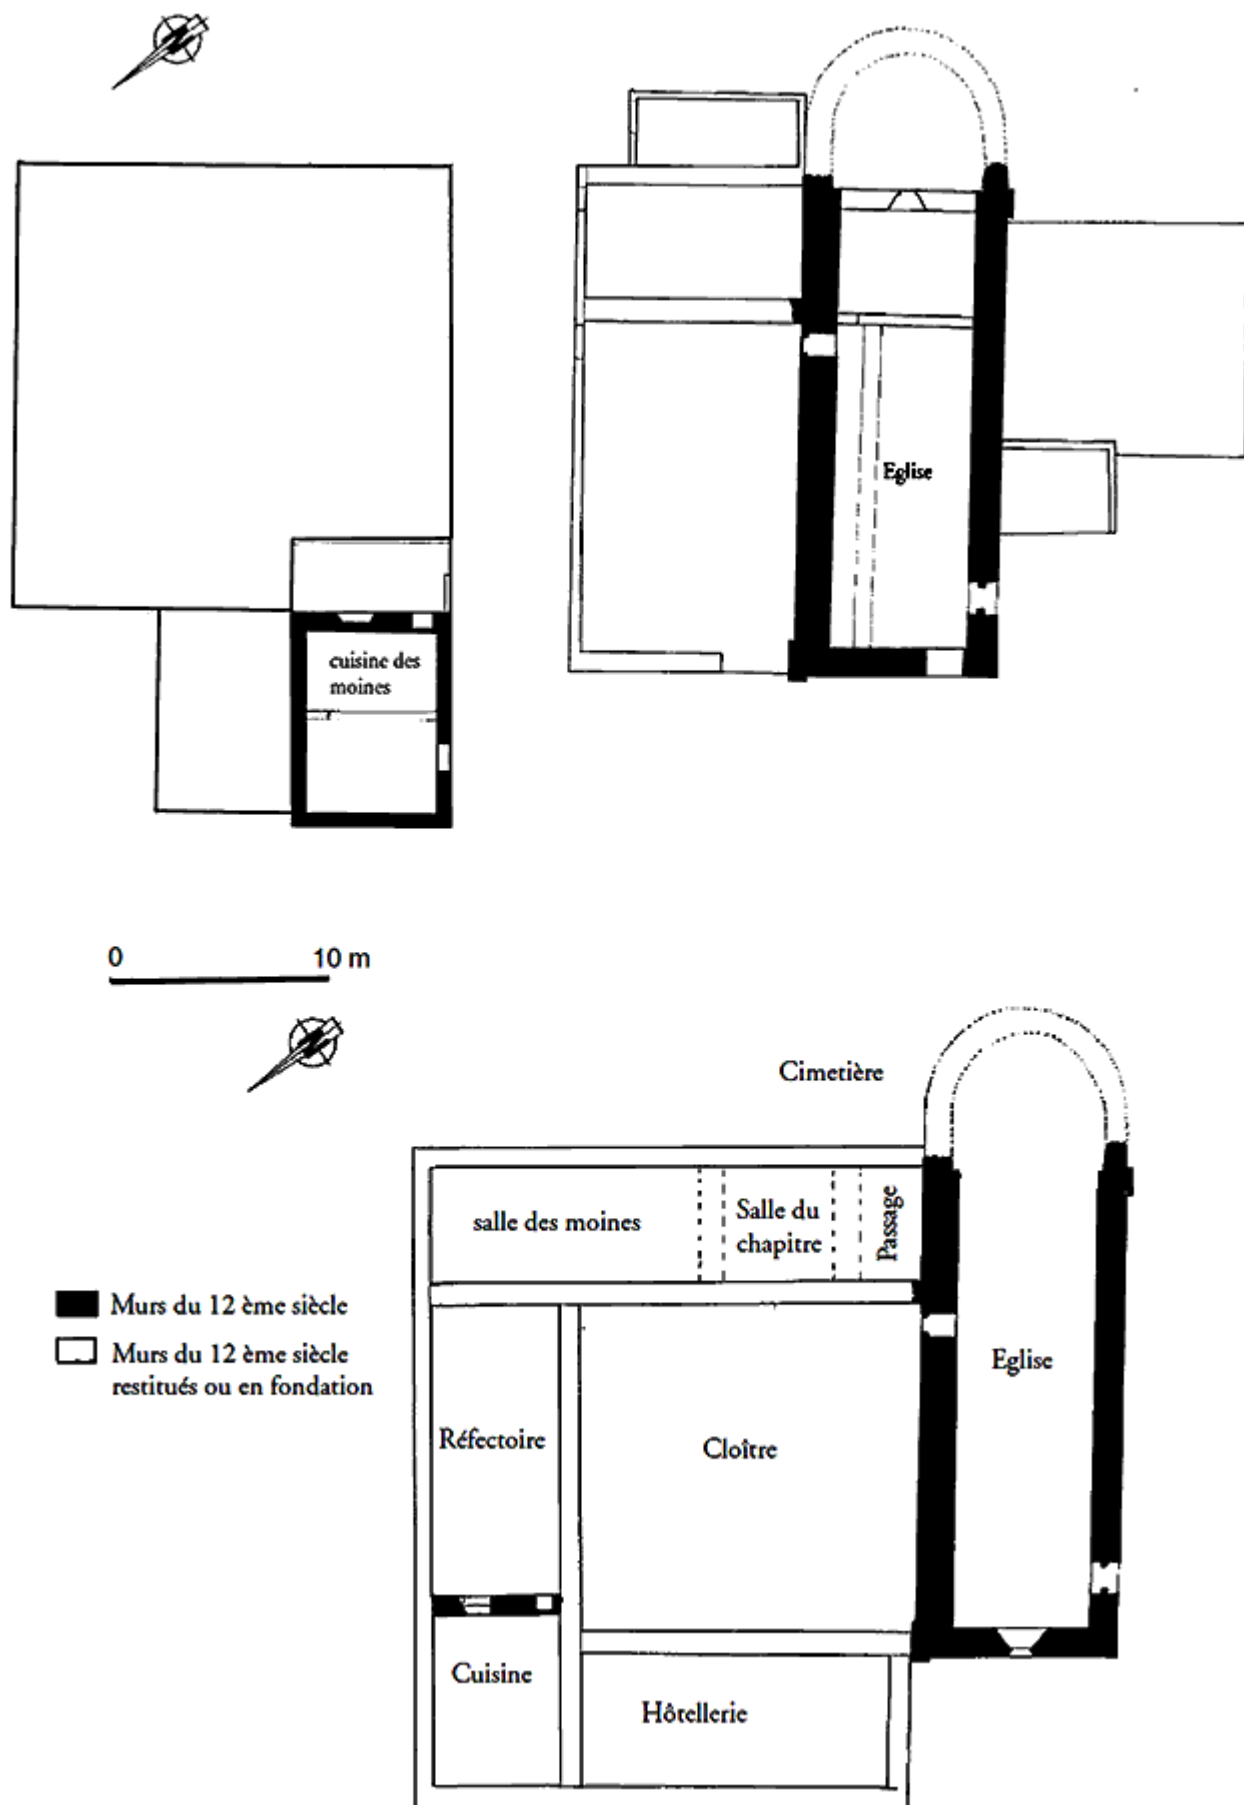 N
Eglise
cuisine des
moines
0 10 m
N
Cimetière
salle des moines
Salle du
chapitre
Passage
Murs du 12 ème siècle
Murs du 12 ème siècle
restitués ou en fondation
Eglise
Réfectoire
Cloître
Cuisine
Hôtellerie